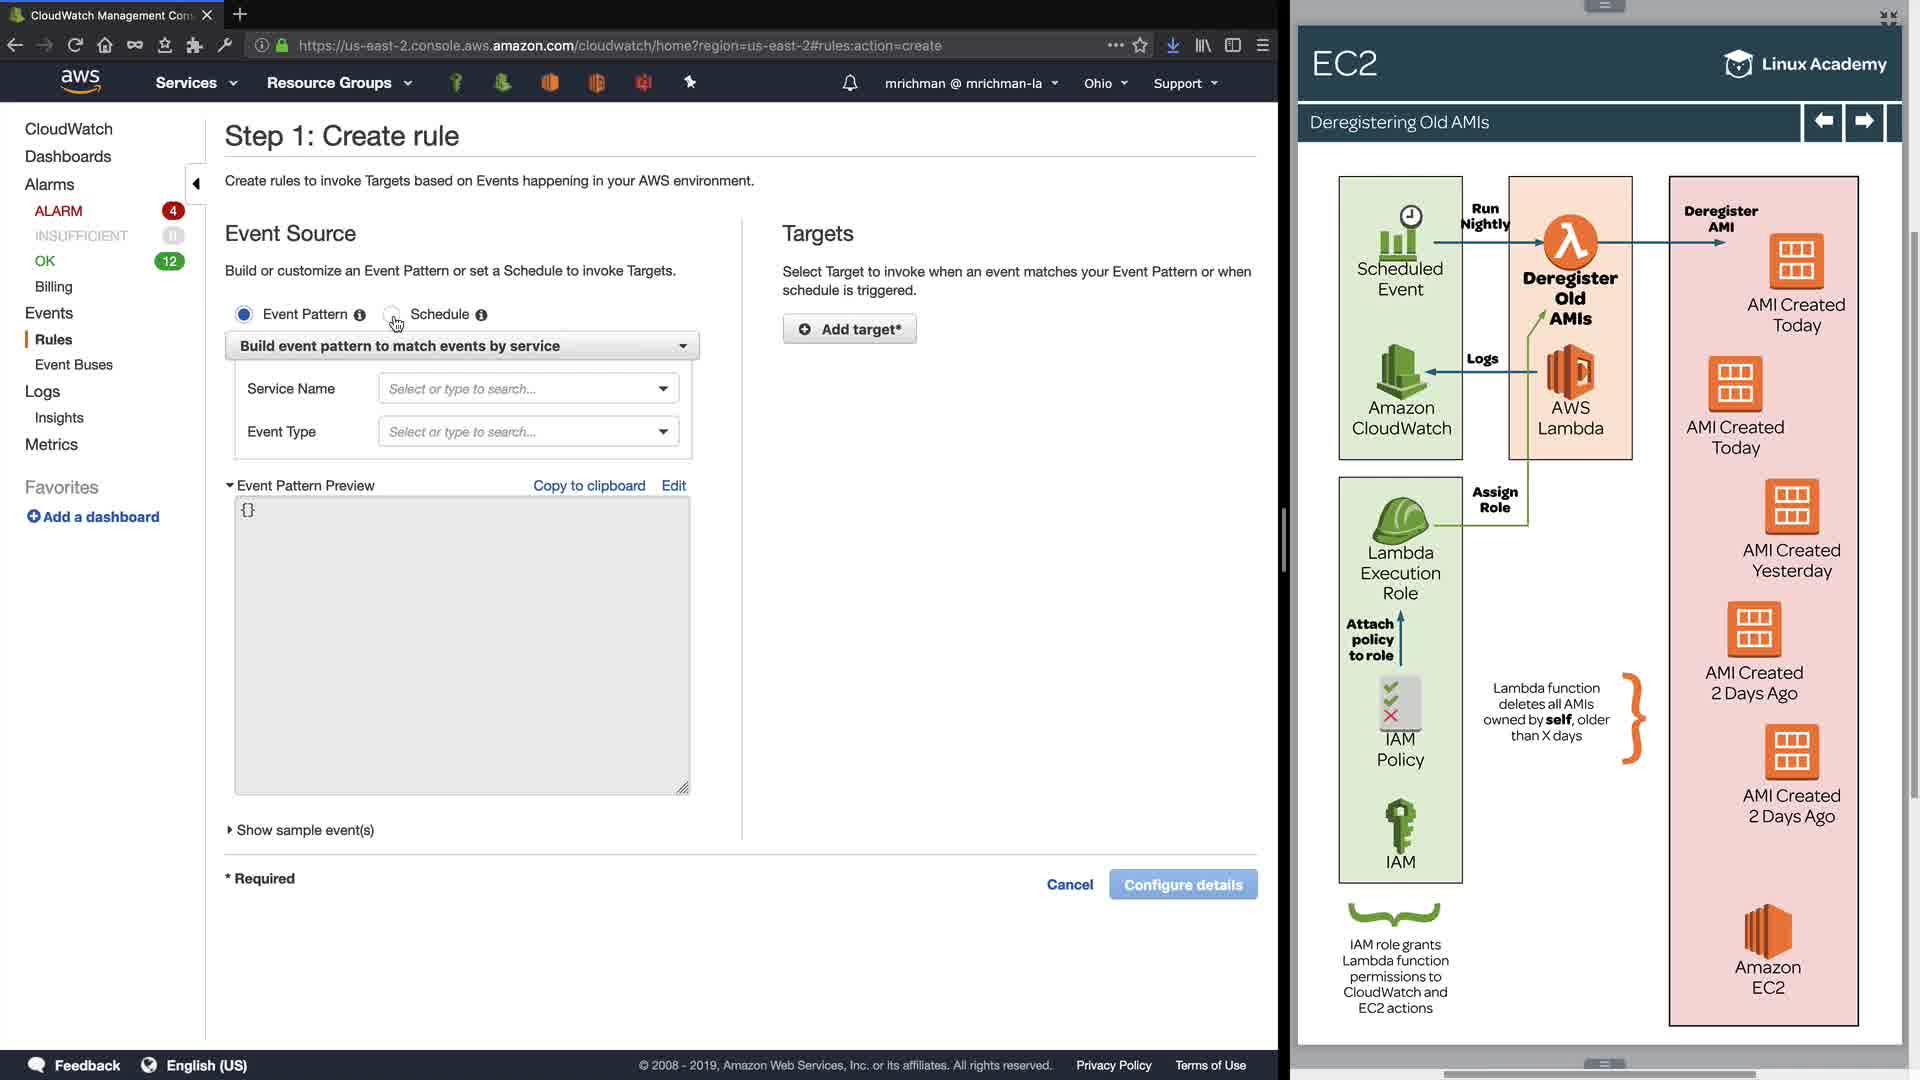 CloudWatch Management Con
https://us-east-2.console.aws.amazon.com/cloudwatch/home?region=us-east-2#rules:action=create
aws
Services
Resource Groups
mrichman @ mrichman-la
Ohio
Support
CloudWatch
Dashboards
Alarms
ALARM 4
INSUFFICIENT 0
OK 12
Billing
Events
Rules
Event Buses
Logs
Insights
Metrics
Favorites
Add a dashboard
Step 1: Create rule
Create rules to invoke Targets based on Events happening in your AWS environment.
Event Source
Build or customize an Event Pattern or set a Schedule to invoke Targets.
Event Pattern
Schedule
Build event pattern to match events by service
Service Name
Select or type to search...
Event Type
Select or type to search...
Event Pattern Preview
Copy to clipboard
Edit
{}
Show sample event(s)
Targets
Select Target to invoke when an event matches your Event Pattern or when
schedule is triggered.
Add target*
* Required
Cancel
Configure details
Feedback
English (US)
© 2008 - 2019, Amazon Web Services, Inc. or its affiliates. All rights reserved.
Privacy Policy
Terms of Use
EC2
Linux Academy
Deregistering Old AMIs
Scheduled
Event
Run
Nightly
Deregister
Old
AMIs
Deregister
AMI
AMI Created
Today
Amazon
CloudWatch
Logs
AWS
Lambda
AMI Created
Today
Lambda
Execution
Role
Assign
Role
AMI Created
Yesterday
Attach
policy
to role
IAM
Policy
Lambda function
deletes all AMIs
owned by self, older
than X days
AMI Created
2 Days Ago
AMI Created
2 Days Ago
IAM
IAM role grants
Lambda function
permissions to
CloudWatch and
EC2 actions
Amazon
EC2